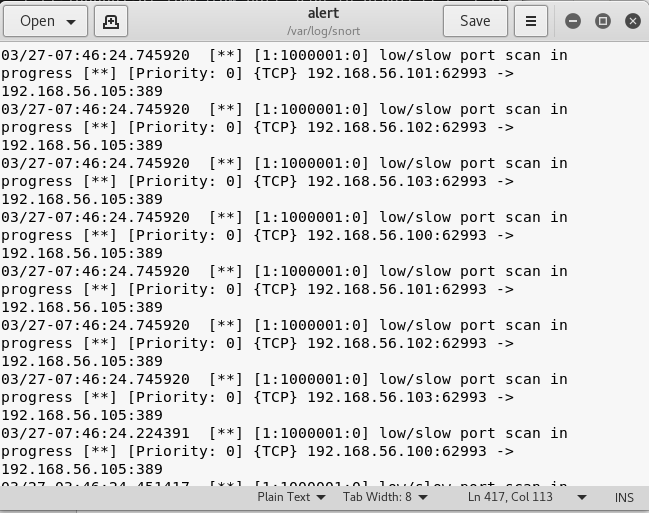 Open
alert
/var/log/snort
Save
03/27-07:46:24.745920  [**] [1:1000001:0] low/slow port scan in
progress [**] [Priority: 0] {TCP} 192.168.56.101:62993 ->
192.168.56.105:389
03/27-07:46:24.745920  [**] [1:1000001:0] low/slow port scan in
progress [**] [Priority: 0] {TCP} 192.168.56.102:62993 ->
192.168.56.105:389
03/27-07:46:24.745920  [**] [1:1000001:0] low/slow port scan in
progress [**] [Priority: 0] {TCP} 192.168.56.103:62993 ->
192.168.56.105:389
03/27-07:46:24.745920  [**] [1:1000001:0] low/slow port scan in
progress [**] [Priority: 0] {TCP} 192.168.56.100:62993 ->
192.168.56.105:389
03/27-07:46:24.745920  [**] [1:1000001:0] low/slow port scan in
progress [**] [Priority: 0] {TCP} 192.168.56.101:62993 ->
192.168.56.105:389
03/27-07:46:24.745920  [**] [1:1000001:0] low/slow port scan in
progress [**] [Priority: 0] {TCP} 192.168.56.102:62993 ->
192.168.56.105:389
03/27-07:46:24.745920  [**] [1:1000001:0] low/slow port scan in
progress [**] [Priority: 0] {TCP} 192.168.56.103:62993 ->
192.168.56.105:389
03/27-07:46:24.224391  [**] [1:1000001:0] low/slow port scan in
progress [**] [Priority: 0] {TCP} 192.168.56.100:62993 ->
192.168.56.105:389
[**] [1:1000001:0] low/slow port scan in
Plain Text
Tab Width: 8
Ln 417, Col 113
INS